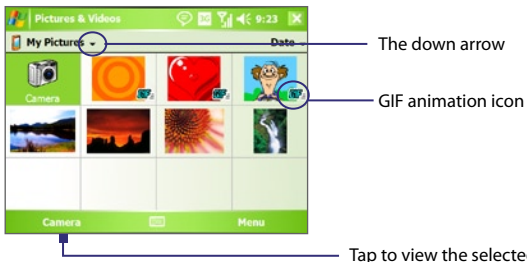 Pictures & Videos 3G 9:23
My Pictures Date
The down arrow
Camera
GIF animation icon
Camera Menu
Tap to view the selecte